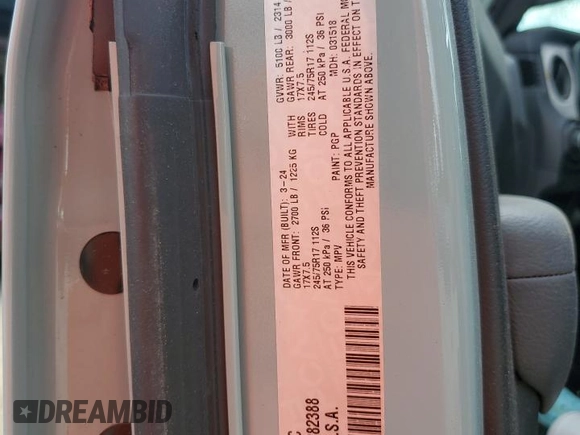 DATE OF MFR (BUILT): 3-24 GVWR: 5100 LB / 2314
GAWR FRONT: 2700 LB / 1225 KG WITH GAWR REAR: 3000 LB /
17X7.5 RIMS 17X7.5
245/75R17 112S TIRES 245/75R17 112S
AT 250 kPa / 36 PSI COLD AT 250 kPa / 36 PSI
TYPE: MPV PAINT: PGP MDH: 031518
THIS VEHICLE CONFORMS TO ALL APPLICABLE U.S.A. FEDERAL MO
SAFETY AND THEFT PREVENTION STANDARDS IN EFFECT ON T
MANUFACTURE SHOWN ABOVE.
82388
.S.A.
DREAMBID